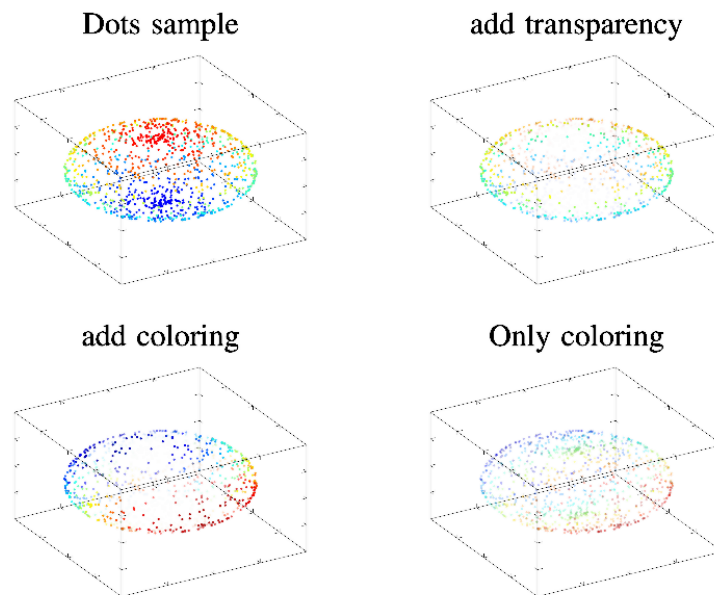 Dots sample
add transparency
add coloring
Only coloring